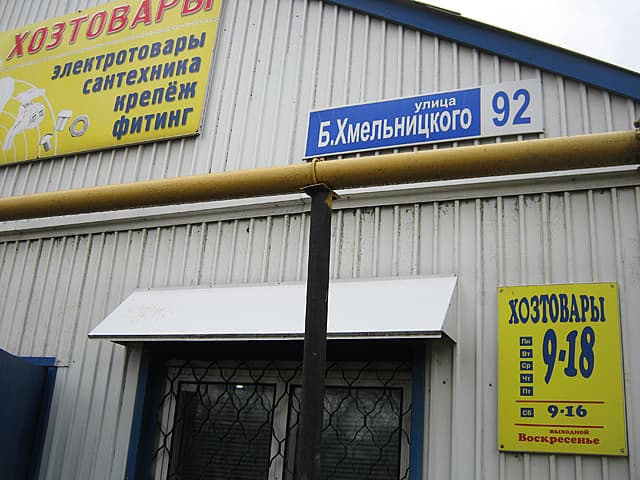 ХОЗТОВАРЫ
электротовары
сантехника
крепёж
фитинг
улица
Б.Хмельницкого 92
ХОЗТОВАРЫ
Пн
Вт
Ср
Чт
Пт
9-18
Сб 9-16
выходной
Воскресенье